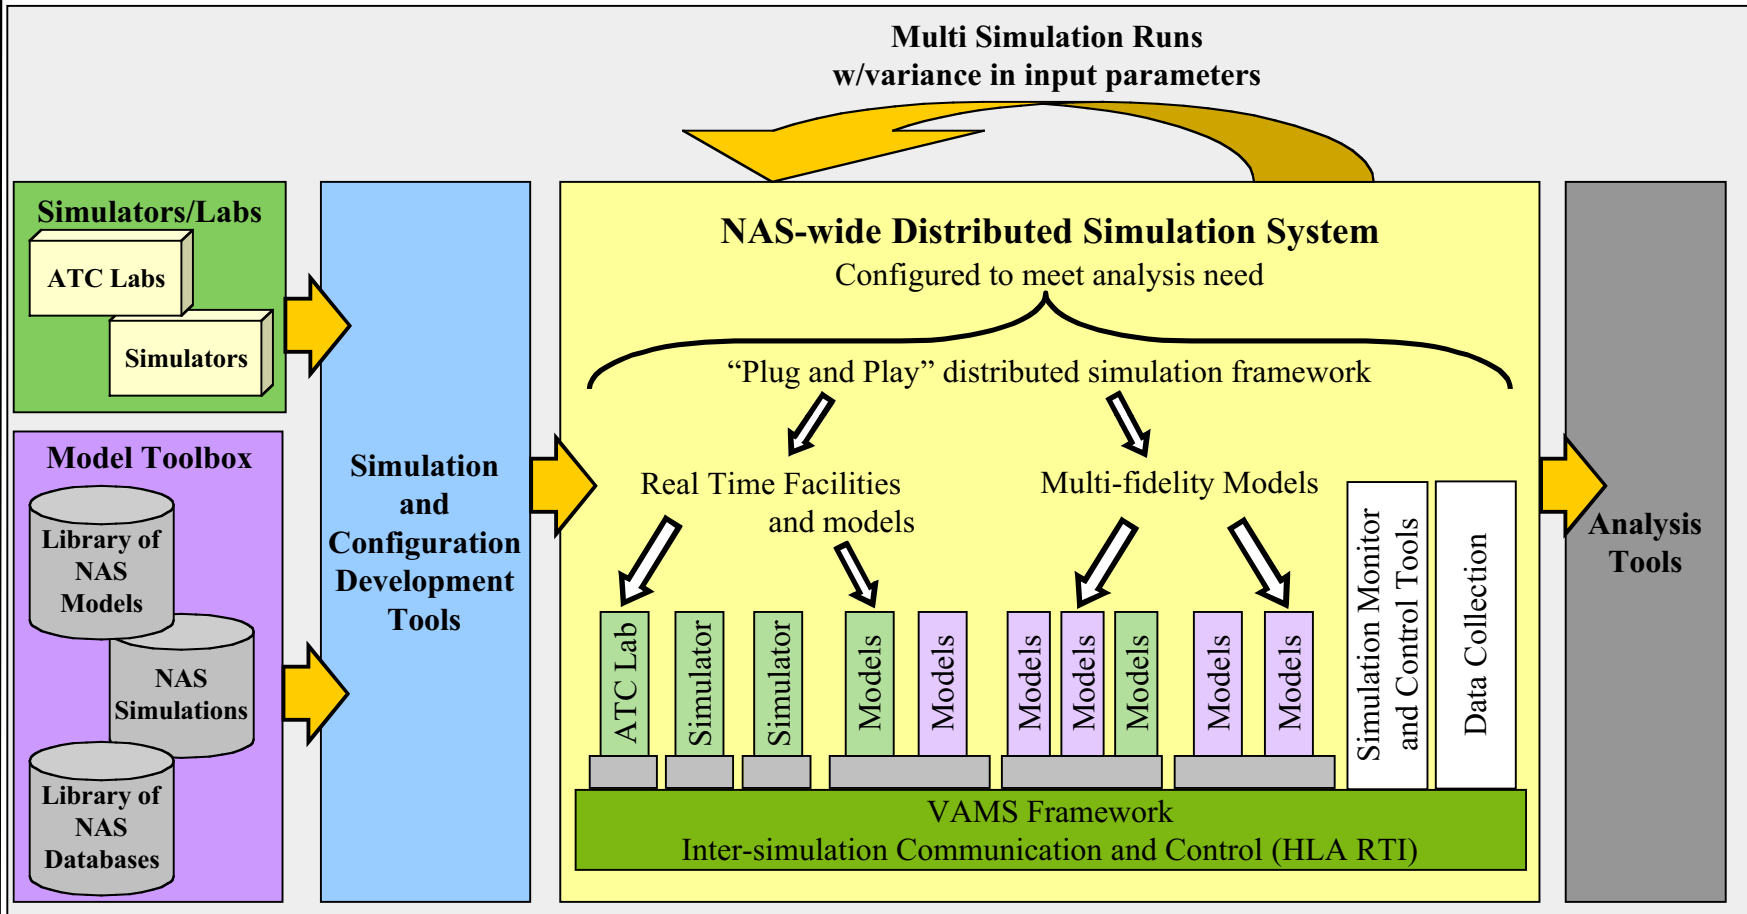 Multi Simulation Runs
w/variance in input parameters
Simulators/Labs
ATC Labs
Simulators
Model Toolbox
Library of
NAS
Models
NAS
Simulations
Library of
NAS
Databases
Simulation
and
Configuration
Development
Tools
NAS-wide Distributed Simulation System
Configured to meet analysis need
“Plug and Play” distributed simulation framework
Real Time Facilities
and models
Multi-fidelity Models
ATC Lab
Simulator
Simulator
Models
Models
Models
Models
Models
Models
Models
Simulation Monitor
and Control Tools
Data Collection
VAMS Framework
Inter-simulation Communication and Control (HLA RTI)
Analysis
Tools